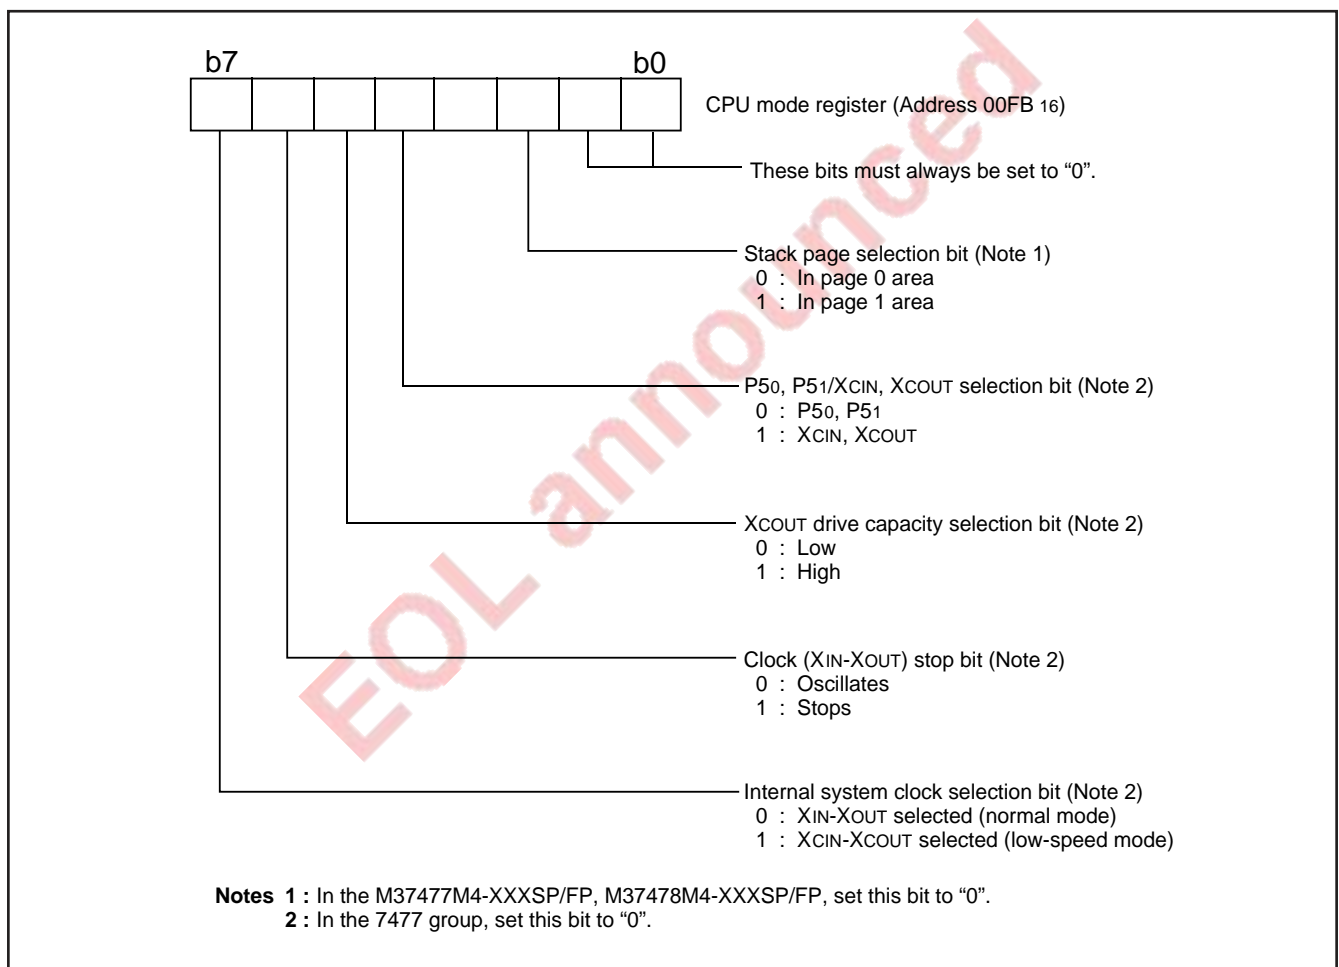 b7 b0
CPU mode register (Address 00FB 16)
These bits must always be set to “0”.
Stack page selection bit (Note 1)
0 : In page 0 area
1 : In page 1 area
P50, P51/XCIN, XCOUT selection bit (Note 2)
0 : P50, P51
1 : XCIN, XCOUT
XCOUT drive capacity selection bit (Note 2)
0 : Low
1 : High
Clock (XIN-XOUT) stop bit (Note 2)
0 : Oscillates
1 : Stops
Internal system clock selection bit (Note 2)
0 : XIN-XOUT selected (normal mode)
1 : XCIN-XCOUT selected (low-speed mode)
Notes 1 : In the M37477M4-XXXSP/FP, M37478M4-XXXSP/FP, set this bit to “0”.
2 : In the 7477 group, set this bit to “0”.
EOL announced